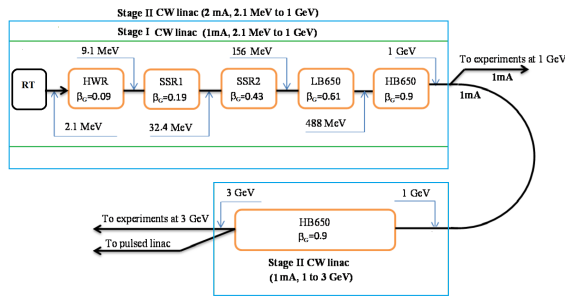 Stage II CW linac (2 mA, 2.1 MeV to 1 GeV)
Stage I CW linac (1mA, 2.1 MeV to 1 GeV)
9.1 MeV
156 MeV
1 GeV
To experiments at 1 GeV
1mA
RT
HWR
βG=0.09
SSR1
βG=0.19
SSR2
βG=0.43
LB650
βG=0.61
HB650
βG=0.9
1mA
2.1 MeV
32.4 MeV
488 MeV
3 GeV
1 GeV
To experiments at 3 GeV
To pulsed linac
HB650
βG=0.9
Stage II CW linac
(1 mA, 1 to 3 GeV)